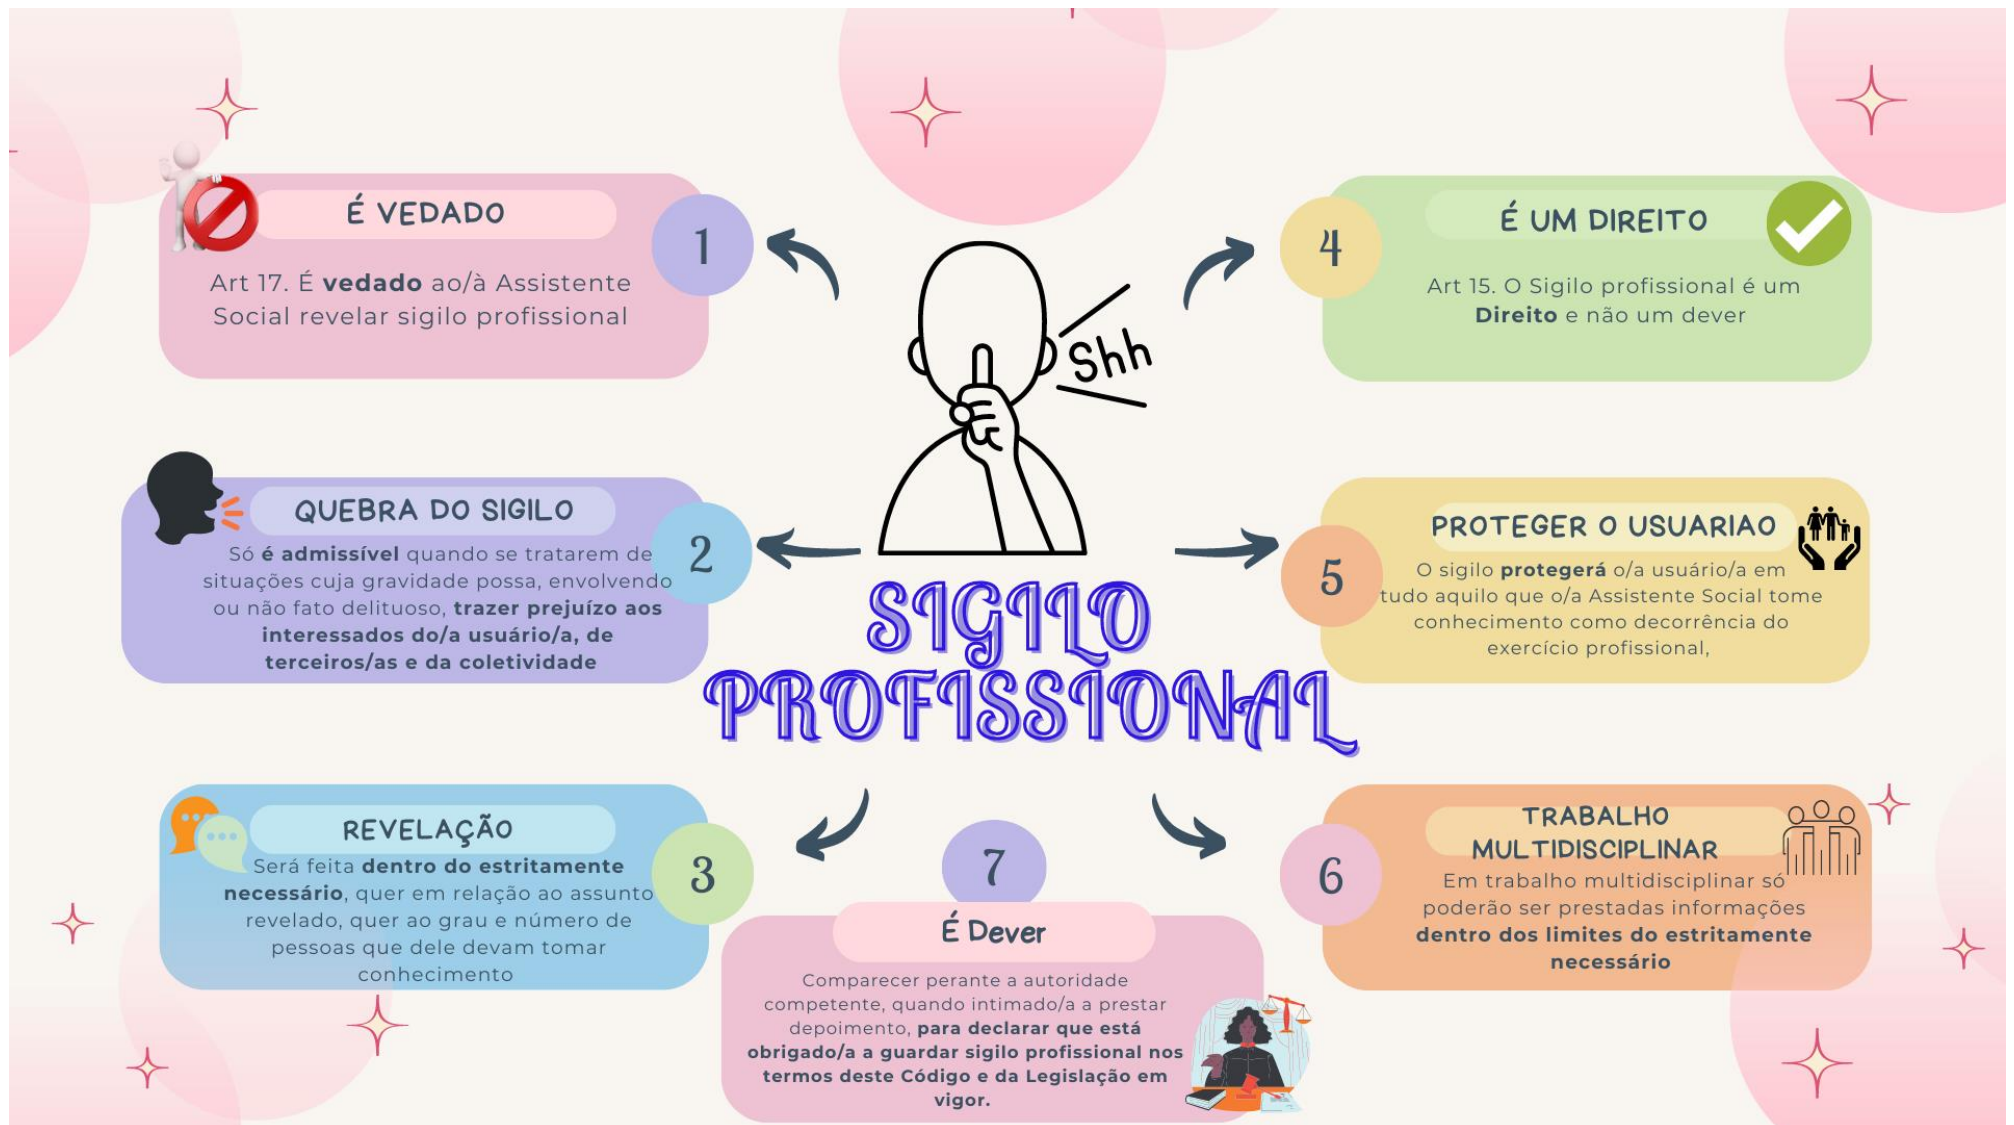 É VEDADO
1
Art 17. É vedado ao/à Assistente
Social revelar sigilo profissional
QUEBRA DO SIGILO
2
Só é admissível quando se tratarem de
situações cuja gravidade possa, envolvendo
ou não fato delituoso, trazer prejuízo aos
interessados do/a usuário/a, de
terceiros/as e da coletividade
REVELAÇÃO
3
Será feita dentro do estritamente
necessário, quer em relação ao assunto
revelado, quer ao grau e número de
pessoas que dele devam tomar
conhecimento
Shh
SIGILO
PROFISSIONAL
4
É UM DIREITO
Art 15. O Sigilo profissional é um
Direito e não um dever
5
PROTEGER O USUARIAO
O sigilo protegerá o/a usuário/a em
tudo aquilo que o/a Assistente Social tome
conhecimento como decorrência do
exercício profissional,
6
TRABALHO
MULTIDISCIPLINAR
Em trabalho multidisciplinar só
poderão ser prestadas informações
dentro dos limites do estritamente
necessário
7
É Dever
Comparecer perante a autoridade
competente, quando intimado/a a prestar
depoimento, para declarar que está
obrigado/a a guardar sigilo profissional nos
termos deste Código e da Legislação em
vigor.